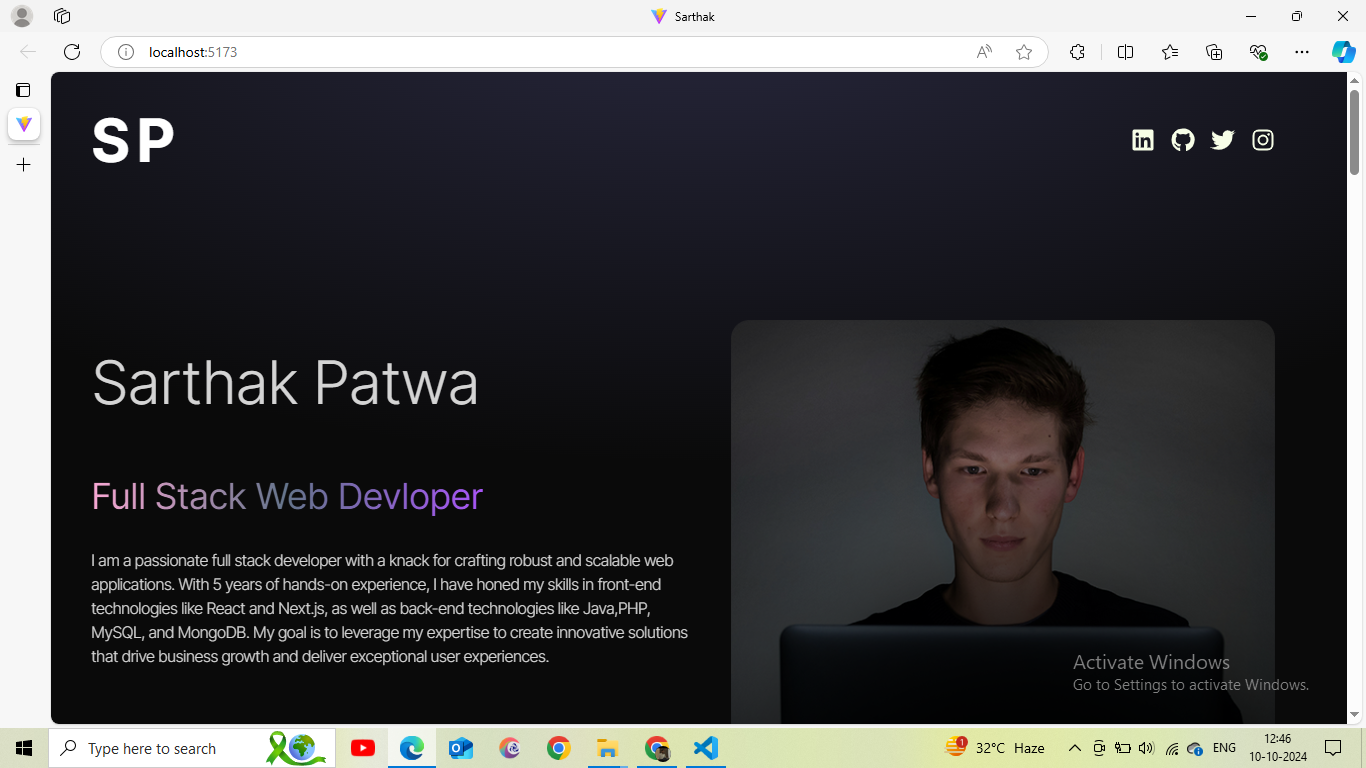 Sarthak
localhost:5173
SP
Sarthak Patwa
Full Stack Web Devloper
I am a passionate full stack developer with a knack for crafting robust and scalable web
applications. With 5 years of hands-on experience, I have honed my skills in front-end
technologies like React and Next.js, as well as back-end technologies like Java,PHP,
MySQL, and MongoDB. My goal is to leverage my expertise to create innovative solutions
that drive business growth and deliver exceptional user experiences.
Activate Windows
Go to Settings to activate Windows.
Type here to search
1
32°C Haze
ENG
12:46
10-10-2024